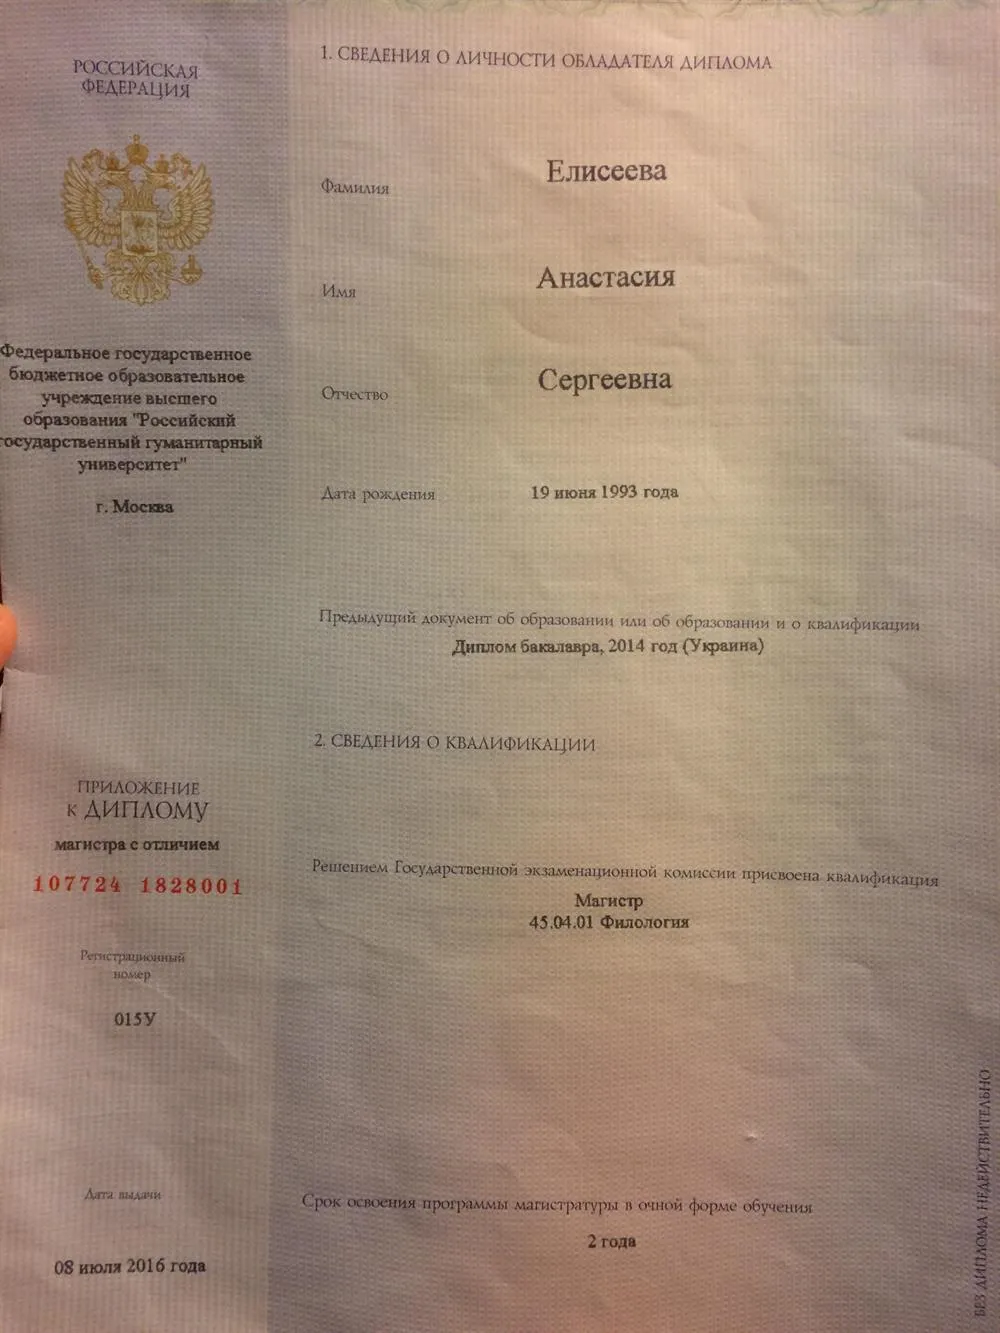 РОССИЙСКАЯ
ФЕДЕРАЦИЯ
Федеральное государственное
бюджетное образовательное
учреждение высшего
образования "Российский
государственный гуманитарный
университет"
г. Москва
ПРИЛОЖЕНИЕ
к ДИПЛОМУ
магистра с отличием
107724 1828001
Регистрационный
номер
015У
Дата выдачи
08 июля 2016 года
1. СВЕДЕНИЯ О ЛИЧНОСТИ ОБЛАДАТЕЛЯ ДИПЛОМА
Фамилия Елисеева
Имя Анастасия
Отчество Сергеевна
Дата рождения 19 июня 1993 года
Предыдущий документ об образовании или об образовании и о квалификации
Диплом бакалавра, 2014 год (Украина)
2. СВЕДЕНИЯ О КВАЛИФИКАЦИИ
Решением Государственной экзаменационной комиссии присвоена квалификация
Магистр
45.04.01 Филология
Срок освоения программы магистратуры в очной форме обучения
2 года
БЕЗ ДИПЛОМА НЕДЕЙСТВИТЕЛЬНО